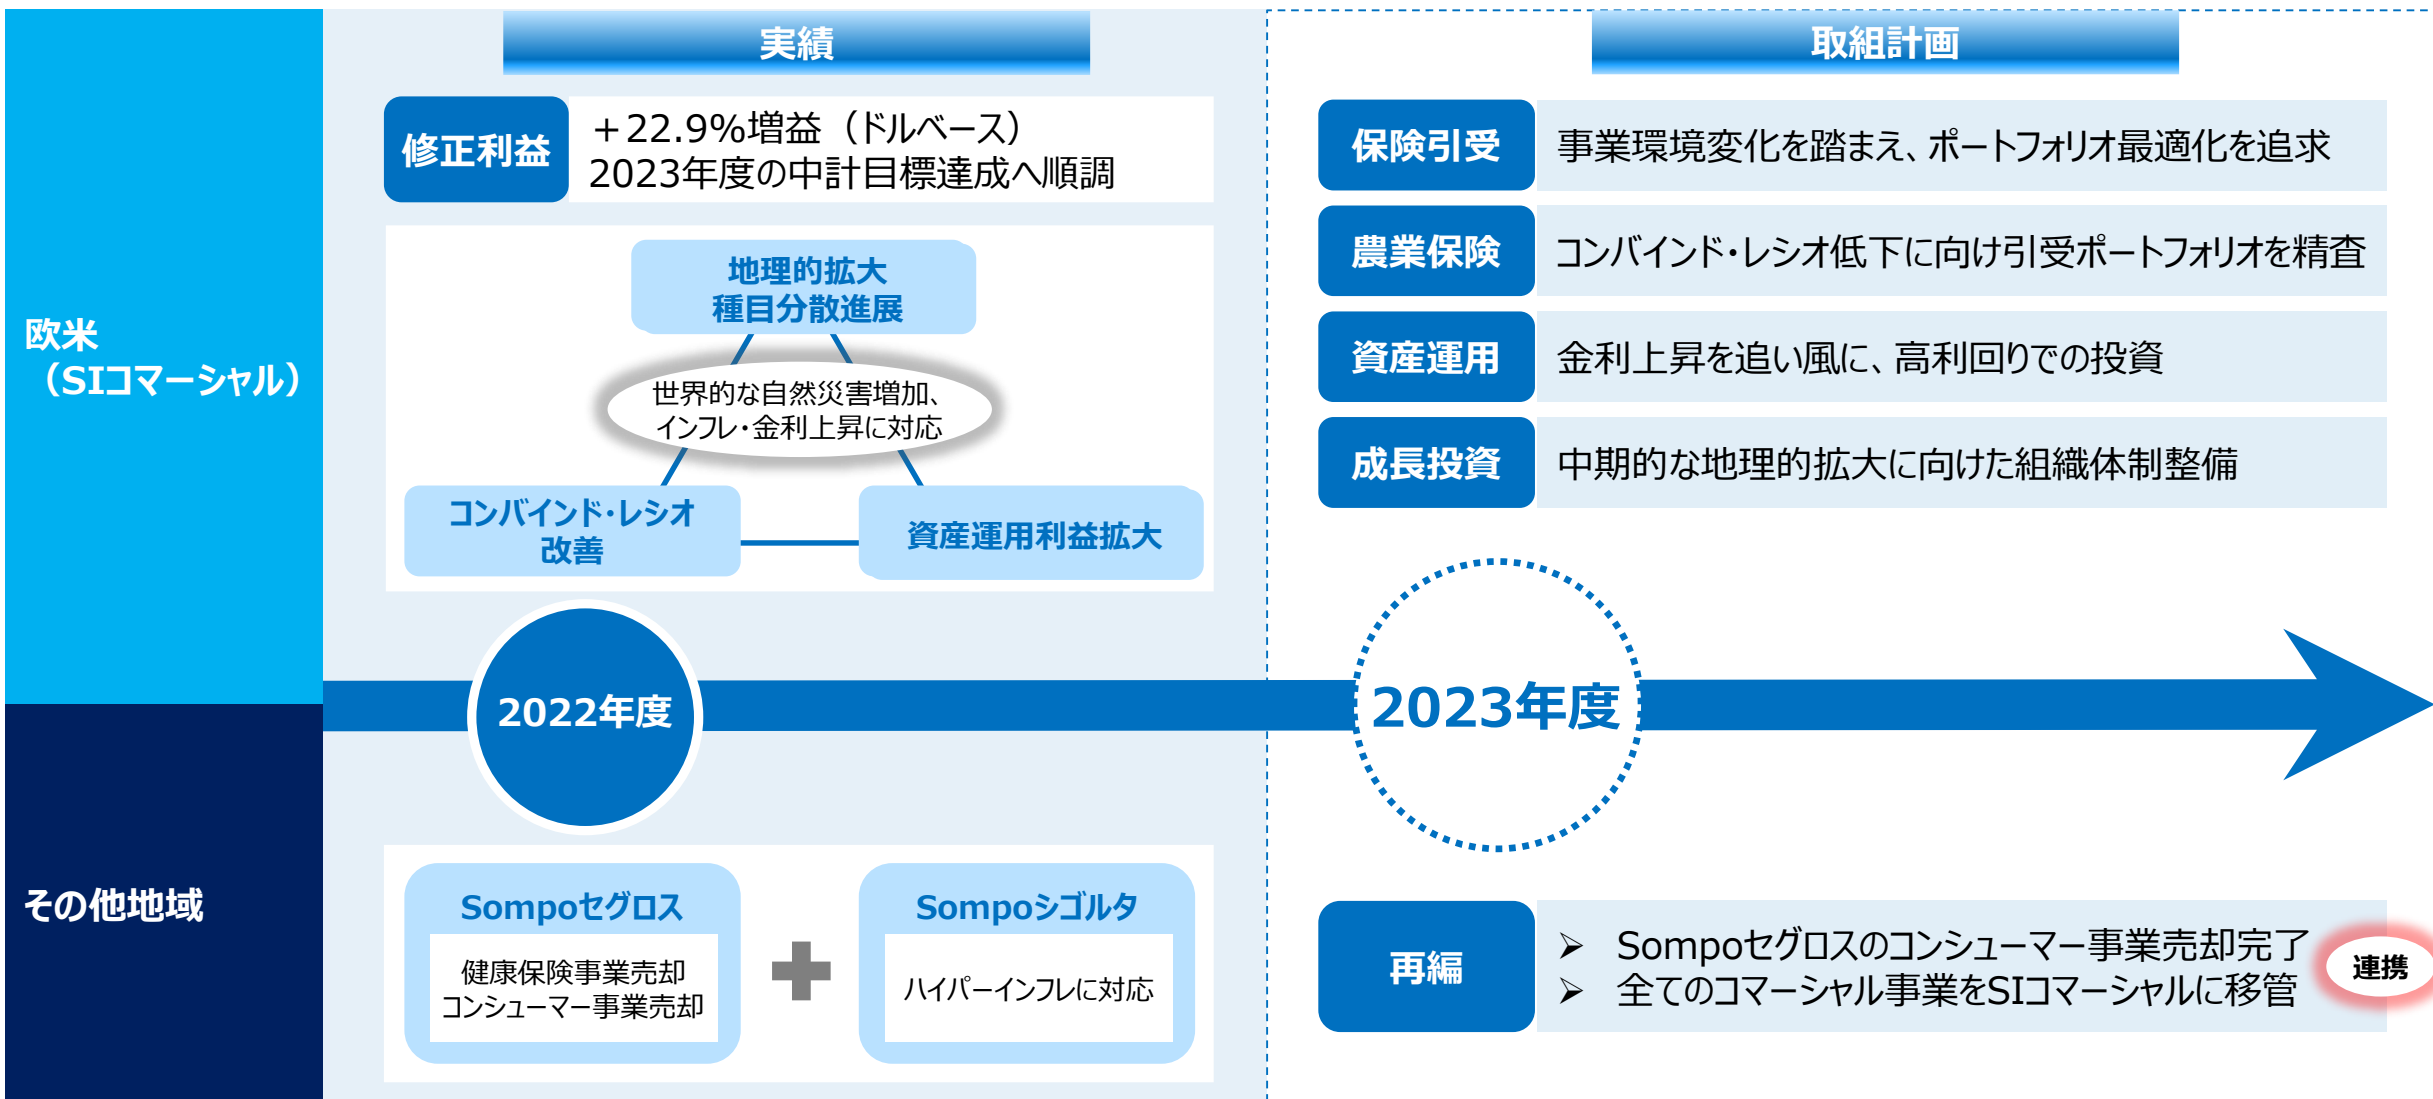 実績
取組計画
欧米
（SIコマーシャル）
修正利益
＋22.9%増益（ドルベース）
2023年度の中計目標達成へ順調
地理的拡大
種目分散進展
世界的な自然災害増加、
インフレ・金利上昇に対応
コンバインド・レシオ
改善
資産運用利益拡大
保険引受
事業環境変化を踏まえ、ポートフォリオ最適化を追求
農業保険
コンバインド・レシオ低下に向け引受ポートフォリオを精査
資産運用
金利上昇を追い風に、高利回りでの投資
成長投資
中期的な地理的拡大に向けた組織体制整備
2022年度
2023年度
その他地域
Sompoセグロス
健康保険事業売却
コンシューマー事業売却
Sompoシゴルタ
ハイパーインフレに対応
再編
➢ Sompoセグロスのコンシューマー事業売却完了
➢ 全てのコマーシャル事業をSIコマーシャルに移管
連携